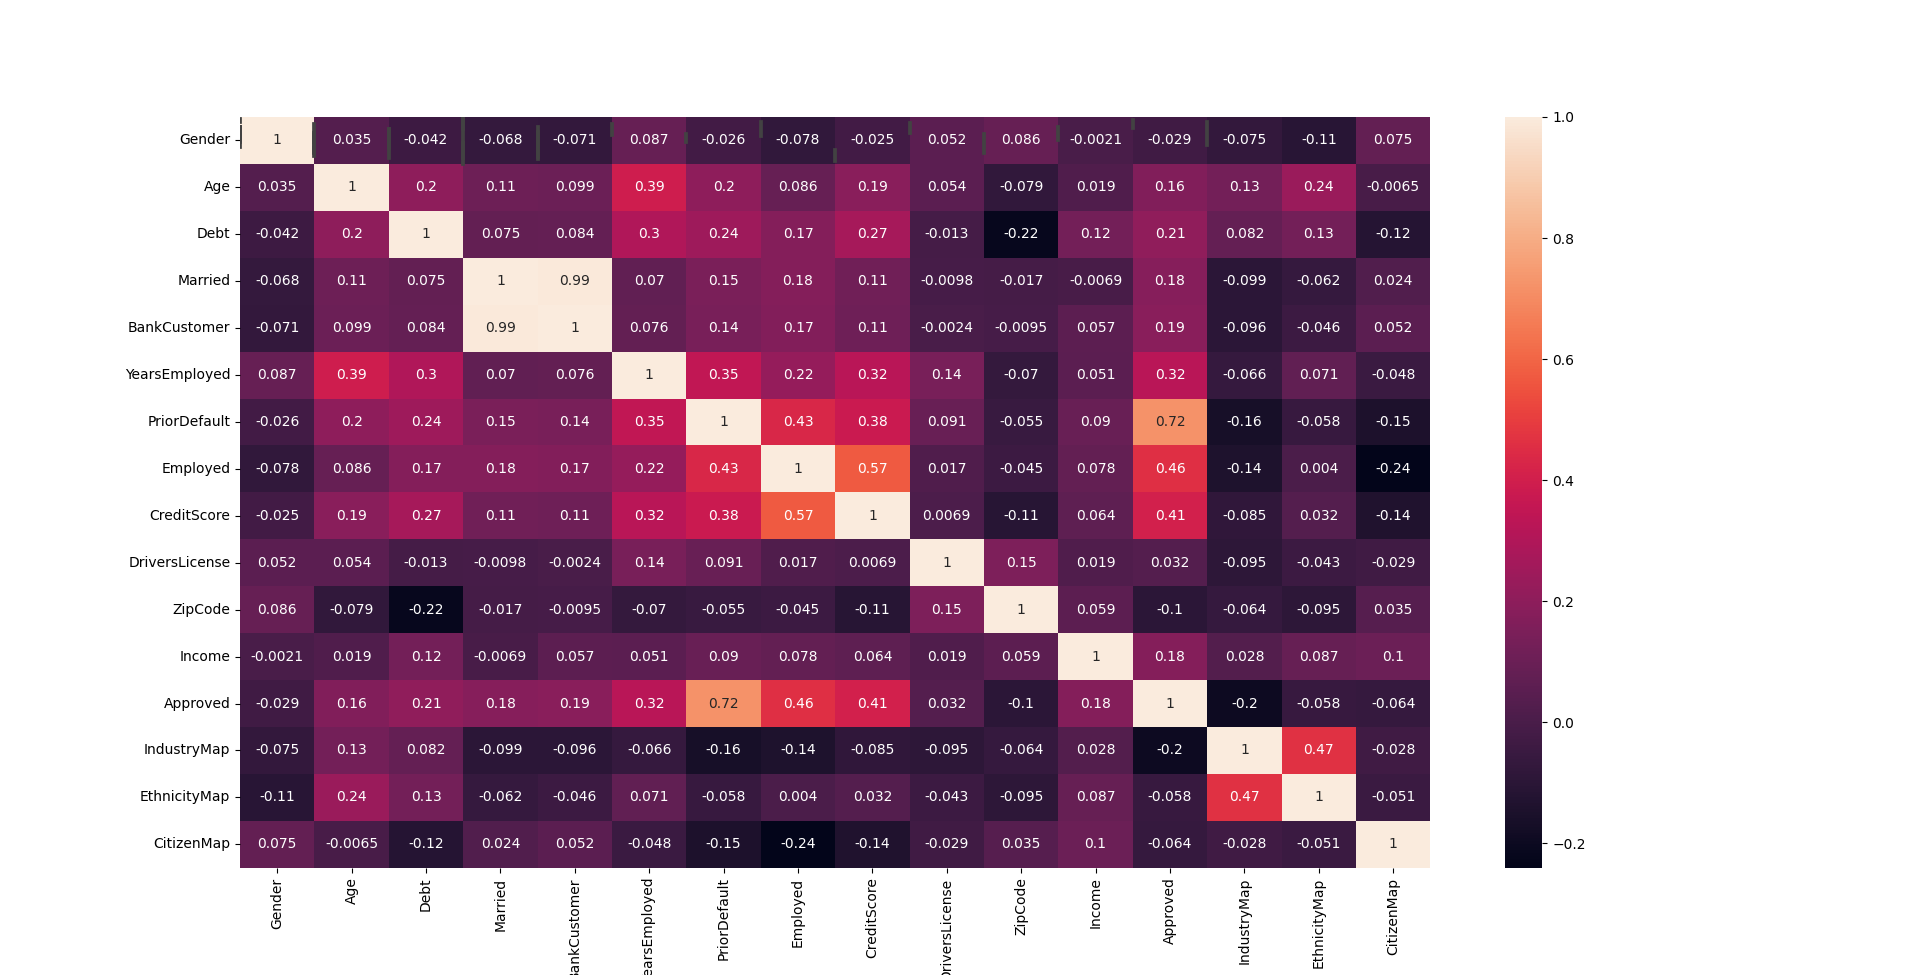 Gender 1 0.035 -0.042 -0.068 -0.071 0.087 -0.026 -0.078 -0.025 0.052 0.086 -0.0021 -0.029 -0.075 -0.11 0.075
Age 0.035 1 0.2 0.11 0.099 0.39 0.2 0.086 0.19 0.054 -0.079 0.019 0.16 0.13 0.24 -0.0065
Debt -0.042 0.2 1 0.075 0.084 0.3 0.24 0.17 0.27 -0.013 -0.22 0.12 0.21 0.082 0.13 -0.12
Married -0.068 0.11 0.075 1 0.99 0.07 0.15 0.18 0.11 -0.0098 -0.017 -0.0069 0.18 -0.099 -0.062 0.024
BankCustomer -0.071 0.099 0.084 0.99 1 0.076 0.14 0.17 0.11 -0.0024 -0.0095 0.057 0.19 -0.096 -0.046 0.052
YearsEmployed 0.087 0.39 0.3 0.07 0.076 1 0.35 0.22 0.32 0.14 -0.07 0.051 0.32 -0.066 0.071 -0.048
PriorDefault -0.026 0.2 0.24 0.15 0.14 0.35 1 0.43 0.38 0.091 -0.055 0.09 0.72 -0.16 -0.058 -0.15
Employed -0.078 0.086 0.17 0.18 0.17 0.22 0.43 1 0.57 0.017 -0.045 0.078 0.46 -0.14 0.004 -0.24
CreditScore -0.025 0.19 0.27 0.11 0.11 0.32 0.38 0.57 1 0.0069 -0.11 0.064 0.41 -0.085 0.032 -0.14
DriversLicense 0.052 0.054 -0.013 -0.0098 -0.0024 0.14 0.091 0.017 0.0069 1 0.15 0.019 0.032 -0.095 -0.043 -0.029
ZipCode 0.086 -0.079 -0.22 -0.017 -0.0095 -0.07 -0.055 -0.045 -0.11 0.15 1 0.059 -0.1 -0.064 -0.095 0.035
Income -0.0021 0.019 0.12 -0.0069 0.057 0.051 0.09 0.078 0.064 0.019 0.059 1 0.18 0.028 0.087 0.1
Approved -0.029 0.16 0.21 0.18 0.19 0.32 0.72 0.46 0.41 0.032 -0.1 0.18 1 -0.2 -0.058 -0.064
IndustryMap -0.075 0.13 0.082 -0.099 -0.096 -0.066 -0.16 -0.14 -0.085 -0.095 -0.064 0.028 -0.2 1 0.47 -0.028
EthnicityMap -0.11 0.24 0.13 -0.062 -0.046 0.071 -0.058 0.004 0.032 -0.043 -0.095 0.087 -0.058 0.47 1 -0.051
CitizenMap 0.075 -0.0065 -0.12 0.024 0.052 -0.048 -0.15 -0.24 -0.14 -0.029 0.035 0.1 -0.064 -0.028 -0.051 1
Gender
Age
Debt
Married
ankCustomer
earsEmployed
PriorDefault
Employed
CreditScore
riversLicense
ZipCode
Income
Approved
IndustryMap
EthnicityMap
CitizenMap
1.0
0.8
0.6
0.4
0.2
0.0
−0.2